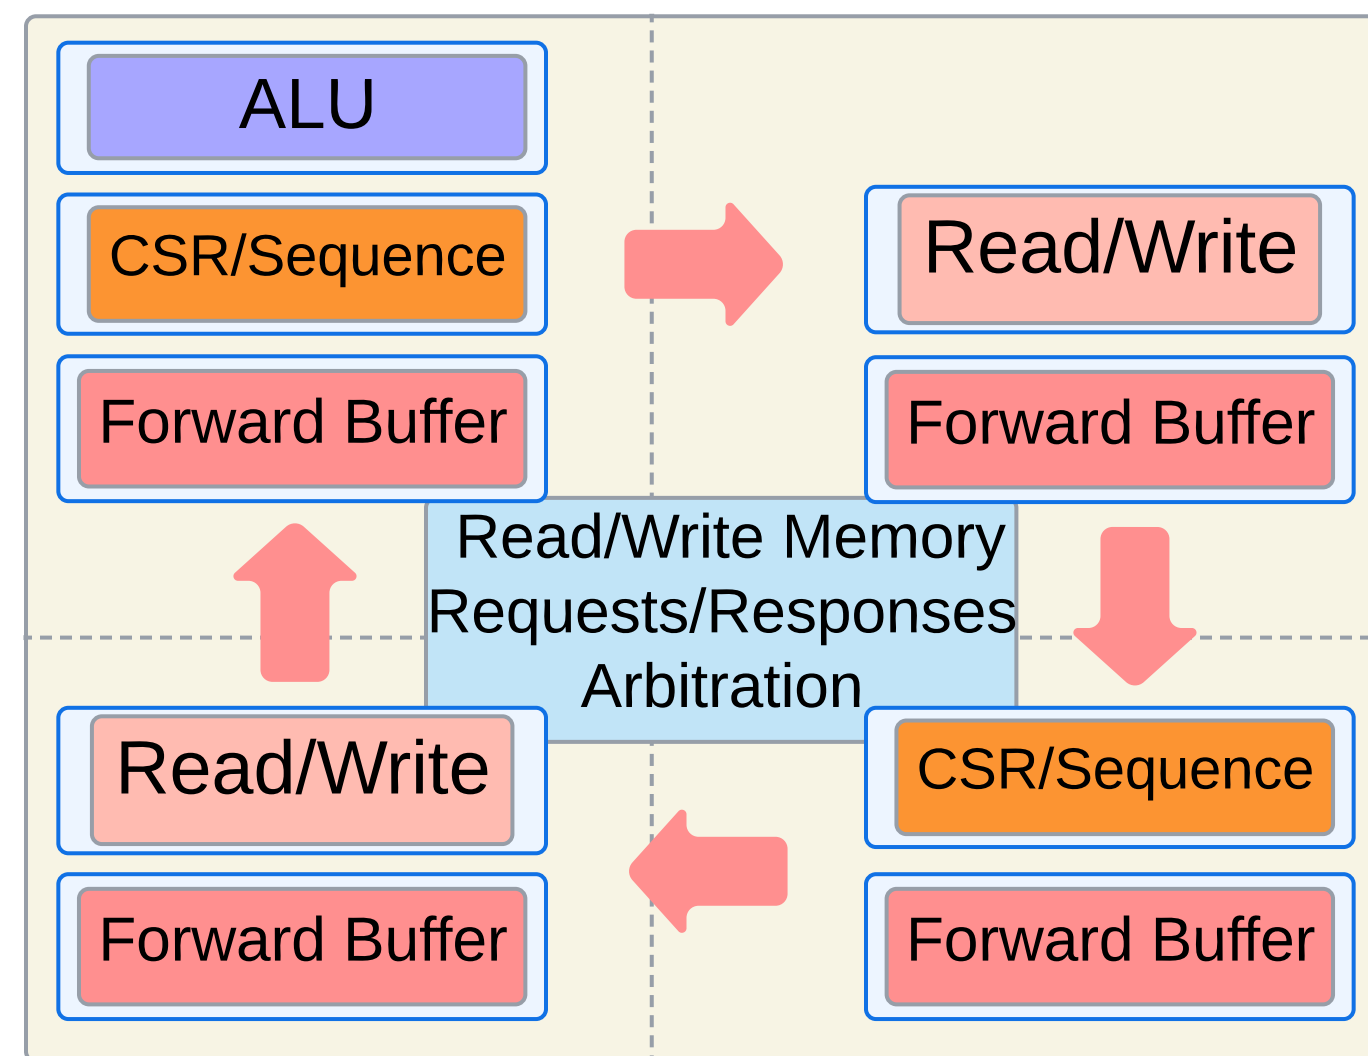 ALU
CSR/Sequence
Forward Buffer
Read/Write
Forward Buffer
Read/Write Memory
Requests/Responses
Arbitration
Read/Write
Forward Buffer
CSR/Sequence
Forward Buffer